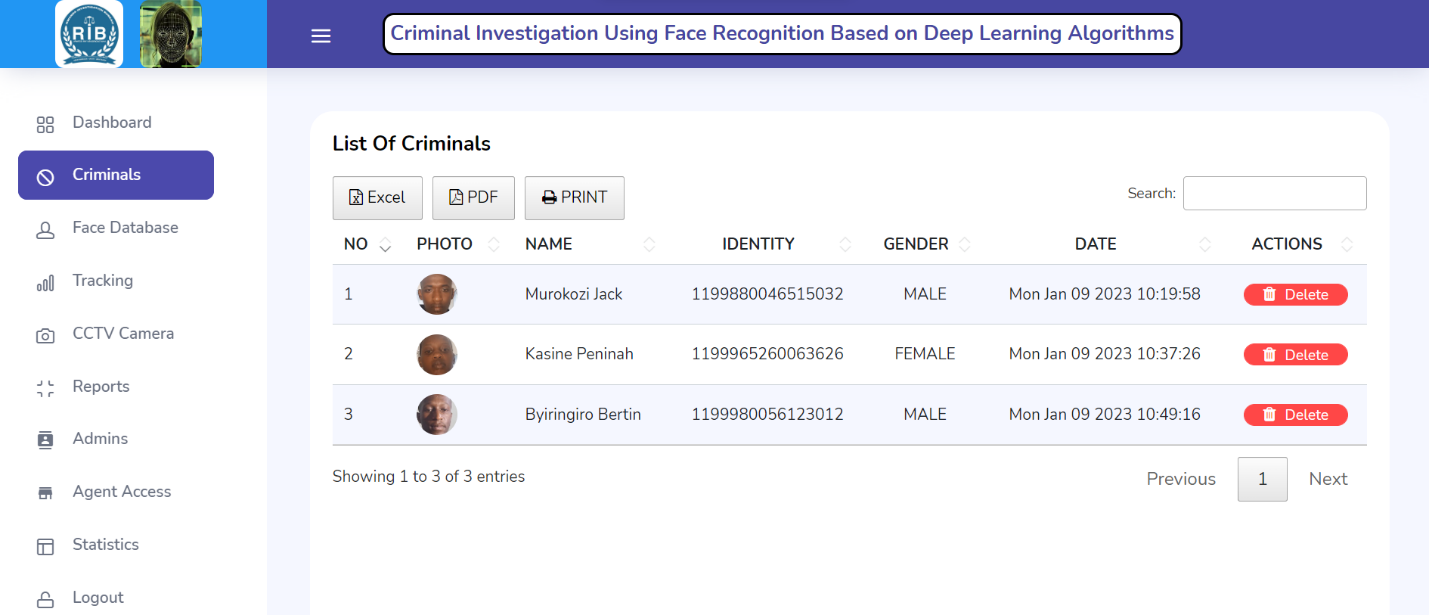 RIB
Criminal Investigation Using Face Recognition Based on Deep Learning Algorithms
Dashboard
Criminals
Face Database
Tracking
CCTV Camera
Reports
Admins
Agent Access
Statistics
Logout
List Of Criminals
Excel PDF PRINT
Search:
NO PHOTO NAME IDENTITY GENDER DATE ACTIONS
1 Murokozi Jack 1199880046515032 MALE Mon Jan 09 2023 10:19:58 Delete
2 Kasine Peninah 1199965260063626 FEMALE Mon Jan 09 2023 10:37:26 Delete
3 Byiringiro Bertin 1199980056123012 MALE Mon Jan 09 2023 10:49:16 Delete
Showing 1 to 3 of 3 entries
Previous 1 Next